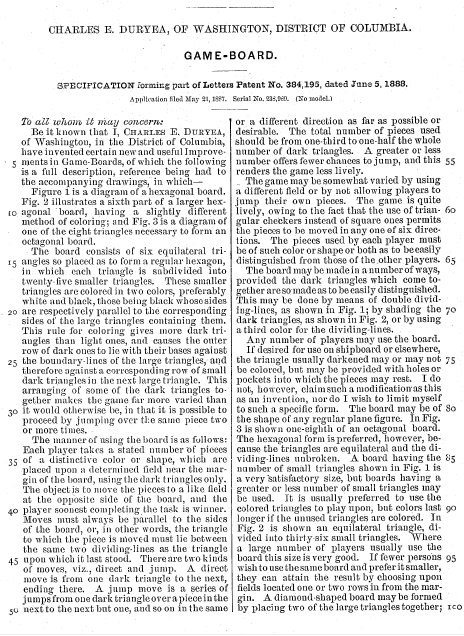 CHARLES E. DURYEA, OF WASHINGTON, DISTRICT OF COLUMBIA.
GAME-BOARD.
SPECIFICATION forming part of Letters Patent No. 384,195, dated June 5, 1888.
Application filed May 21, 1887. Serial No. 238,989. (No model.)
To all whom it may concern:
Be it known that I, CHARLES E. DURYEA,
of Washington, in the District of Columbia,
have invented certain new and useful Improve-
5 ments in Game-Boards, of which the following
is a full description, reference being had to
the accompanying drawings, in which—
Figure 1 is a diagram of a hexagonal board.
Fig. 2 illustrates a sixth part of a larger hex-
10 agonal board, having a slightly different
method of coloring; and Fig. 3 is a diagram of
one of the eight triangles necessary to form an
octagonal board.
The board consists of six equilateral tri-
15 angles so placed as to form a regular hexagon,
in which each triangle is subdivided into
twenty-five smaller triangles. These smaller
triangles are colored in two colors, preferably
white and black, those being black whose sides
20 are respectively parallel to the corresponding
sides of the large triangles containing them.
This rule for coloring gives more dark tri-
angles than light ones, and causes the outer
row of dark ones to lie with their bases against
25 the boundary-lines of the large triangles, and
therefore against a corresponding row of small
dark triangles in the next large triangle. This
arranging of some of the dark triangles to-
gether makes the game far more varied than
30 it would otherwise be, in that it is possible to
proceed by jumping over the same piece two
or more times.
The manner of using the board is as follows:
Each player takes a stated number of pieces
35 of a distinctive color or shape, which are
placed upon a determined field near the mar-
gin of the board, using the dark triangles only.
The object is to move the pieces to a like field
at the opposite side of the board, and the
40 player soonest completing the task is winner.
Moves must always be parallel to the sides
of the board, or, in other words, the triangle
to which the piece is moved must lie between
the same two dividing-lines as the triangle
45 upon which it last stood. There are two kinds
of moves, viz., direct and jump. A direct
move is from one dark triangle to the next,
ending there. A jump move is a series of
jumps from one dark triangle over a piece in the
50 next to the next but one, and so on in the same
or a different direction as far as possible or
desirable. The total number of pieces used
should be from one-third to one-half the whole
number of dark triangles. A greater or less
number offers fewer chances to jump, and this 55
renders the game less lively.
The game may be somewhat varied by using
a different field or by not allowing players to
jump their own pieces. The game is quite
lively, owing to the fact that the use of trian- 60
gular checkers instead of square ones permits
the pieces to be moved in any one of six direc-
tions. The pieces used by each player must
be of such color or shape or both as to be easily
distinguished from those of the other players. 65
The board may be made in a number of ways,
provided the dark triangles which come to-
gether are so made as to be easily distinguished.
This may be done by means of double divid-
ing-lines, as shown in Fig. 1; by shading the 70
dark triangles, as shown in Fig. 2, or by using
a third color for the dividing-lines.
Any number of players may use the board.
If desired for use on shipboard or elsewhere,
the triangle usually darkened may or may not 75
be colored, but may be provided with holes or
pockets into which the pieces may rest. I do
not, however, claim such a modification as this
as an invention, nor do I wish to limit myself
to such a specific form. The board may be of 80
the shape of any regular plane figure. In Fig.
3 is shown one-eighth of an octagonal board.
The hexagonal form is preferred, however, be-
cause the triangles are equilateral and the di-
viding-lines unbroken. A board having the 85
number of small triangles shown in Fig. 1 is
a very satisfactory size, but boards having a
greater or less number of small triangles may
be used. It is usually preferred to use the
colored triangles to play upon, but colors last 90
longer if the unused triangles are colored. In
Fig. 2 is shown an equilateral triangle, di-
vided into thirty-six small triangles. Where
a large number of players usually use the
board this size is very good. If fewer persons 95
wish to use the same board and prefer it smaller,
they can attain the result by choosing upon
fields located one or two rows in from the mar-
gin. A diamond-shaped board may be formed
by placing two of the large triangles together; 100